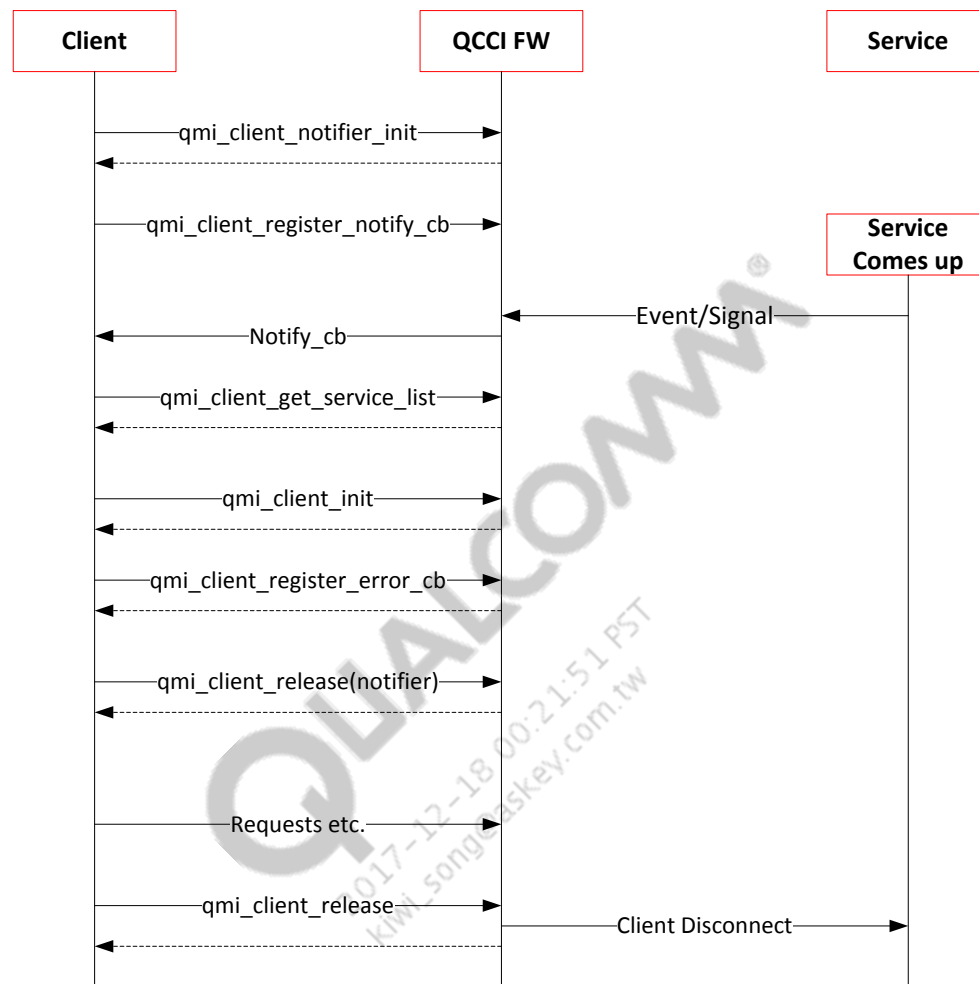 Client
QCCI FW
Service
qmi_client_notifier_init
qmi_client_register_notify_cb
Service
Comes up
Event/Signal
Notify_cb
qmi_client_get_service_list
qmi_client_init
qmi_client_register_error_cb
qmi_client_release(notifier)
Requests etc.
qmi_client_release
Client Disconnect
QUALCOMM®
2017-12-18 00:21:51 PST
kiwi_song@askey.com.tw